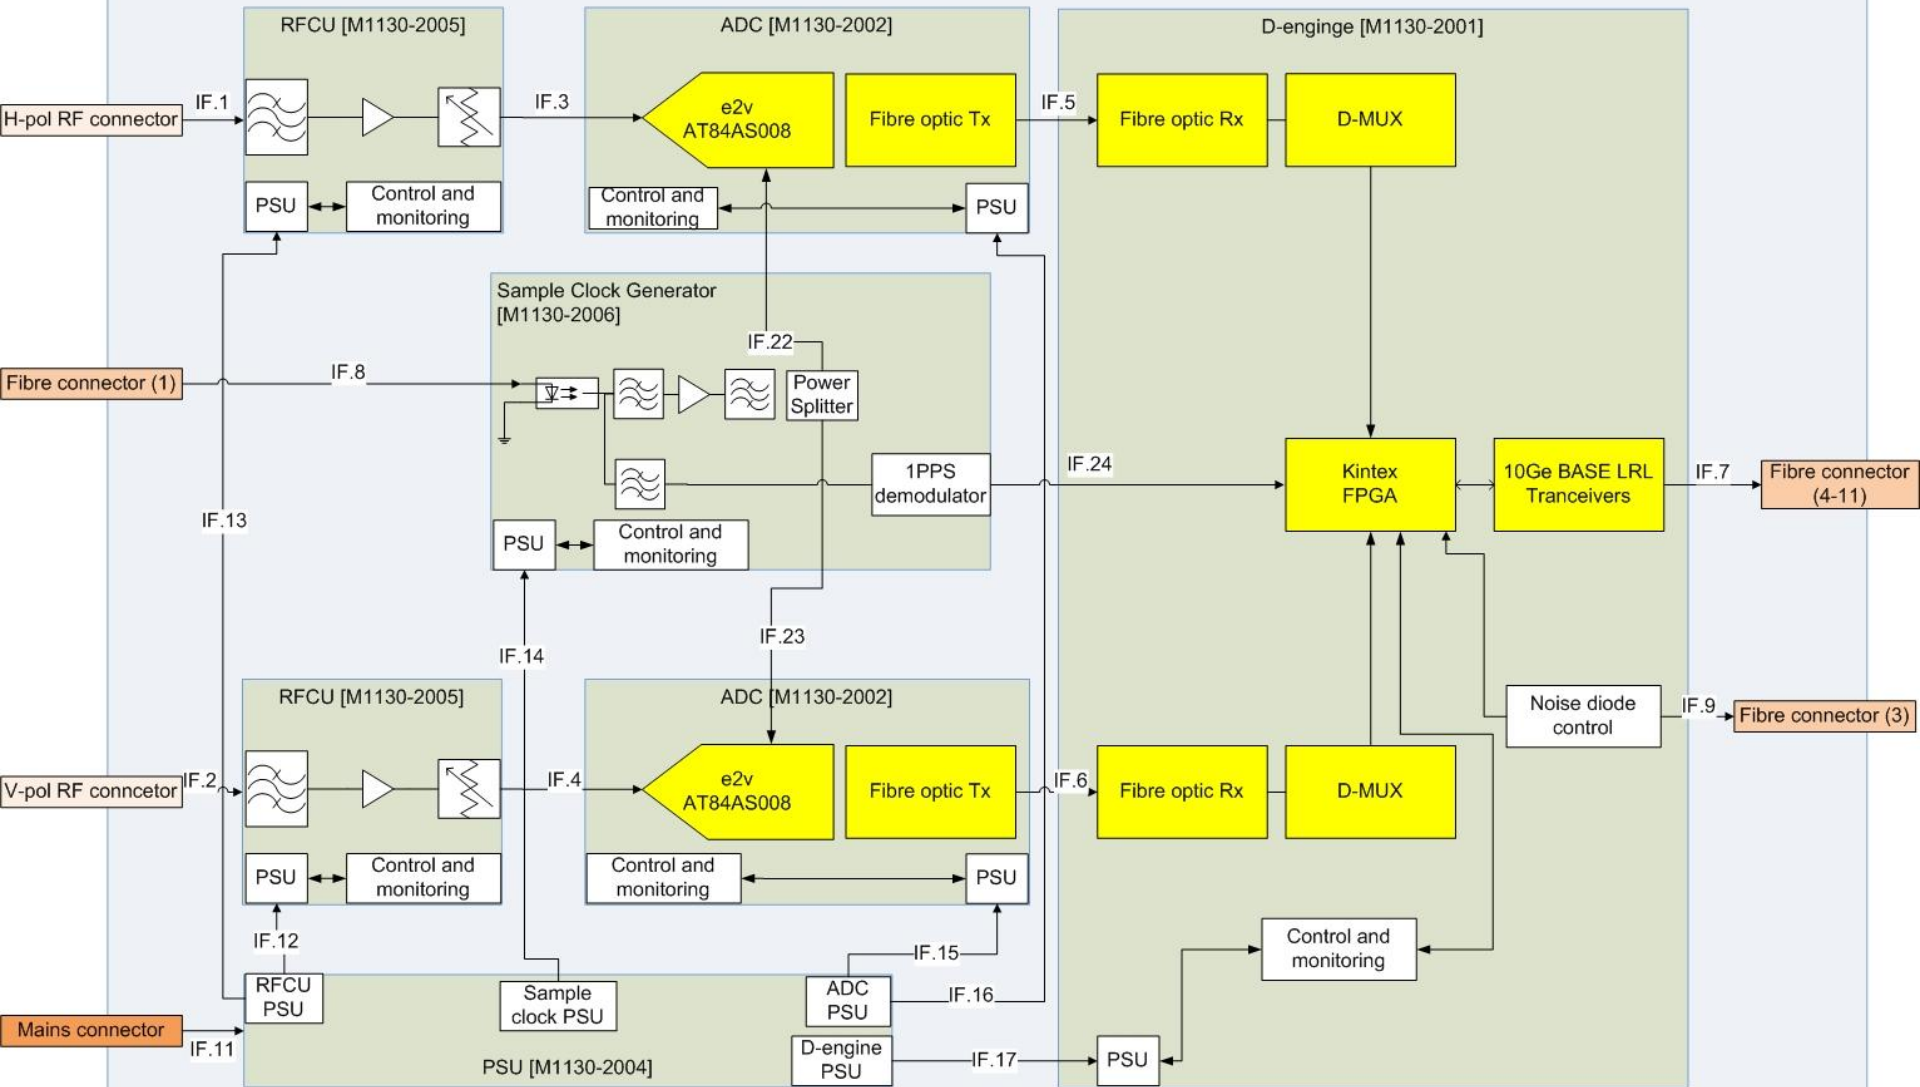 RFCU [M1130-2005]
ADC [M1130-2002]
D-enginge [M1130-2001]
H-pol RF connector
IF.1
IF.3
e2v
AT84AS008
Fibre optic Tx
IF.5
Fibre optic Rx
D-MUX
PSU
Control and
monitoring
Control and
monitoring
PSU
Sample Clock Generator
[M1130-2006]
IF.22
Fibre connector (1)
IF.8
Power
Splitter
1PPS
demodulator
IF.24
Kintex
FPGA
10Ge BASE LRL
Tranceivers
IF.7
Fibre connector
(4-11)
IF.13
PSU
Control and
monitoring
IF.23
IF.14
RFCU [M1130-2005]
ADC [M1130-2002]
Noise diode
control
IF.9
Fibre connector (3)
V-pol RF conncetor
IF.2
IF.4
e2v
AT84AS008
Fibre optic Tx
IF.6
Fibre optic Rx
D-MUX
PSU
Control and
monitoring
Control and
monitoring
PSU
IF.12
IF.15
Control and
monitoring
RFCU
PSU
Sample
clock PSU
ADC
PSU
IF.16
Mains connector
IF.11
PSU [M1130-2004]
D-engine
PSU
IF.17
PSU